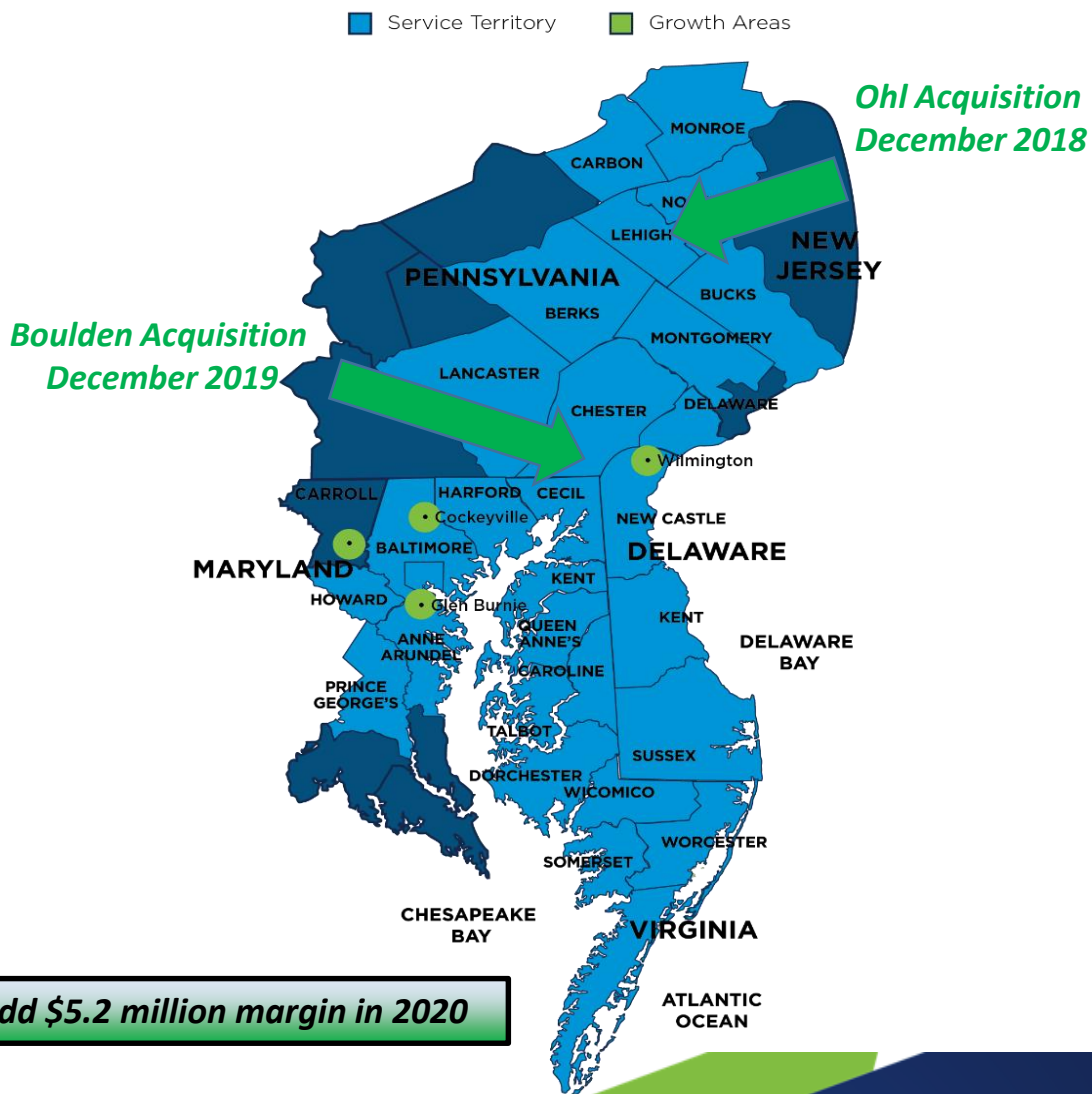 Service Territory Growth Areas
Ohl Acquisition
December 2018
MONROE
CARBON
NO
LEHIGH
NEW
JERSEY
PENNSYLVANIA
BUCKS
BERKS
MONTGOMERY
Boulden Acquisition
December 2019
LANCASTER
CHESTER
DELAWARE
Wilmington
CARROLL
HARFORD
CECIL
Cockeyville
NEW CASTLE
BALTIMORE
DELAWARE
MARYLAND
KENT
HOWARD
Glen Burnie
KENT
QUEEN
ANNE'S
ANNE
ARUNDEL
DELAWARE
BAY
CAROLINE
PRINCE
GEORGE'S
TALBOT
SUSSEX
DORCHESTER
WICOMICO
WORCESTER
SOMERSET
CHESAPEAKE
BAY
VIRGINIA
ATLANTIC
OCEAN
dd $5.2 million margin in 2020